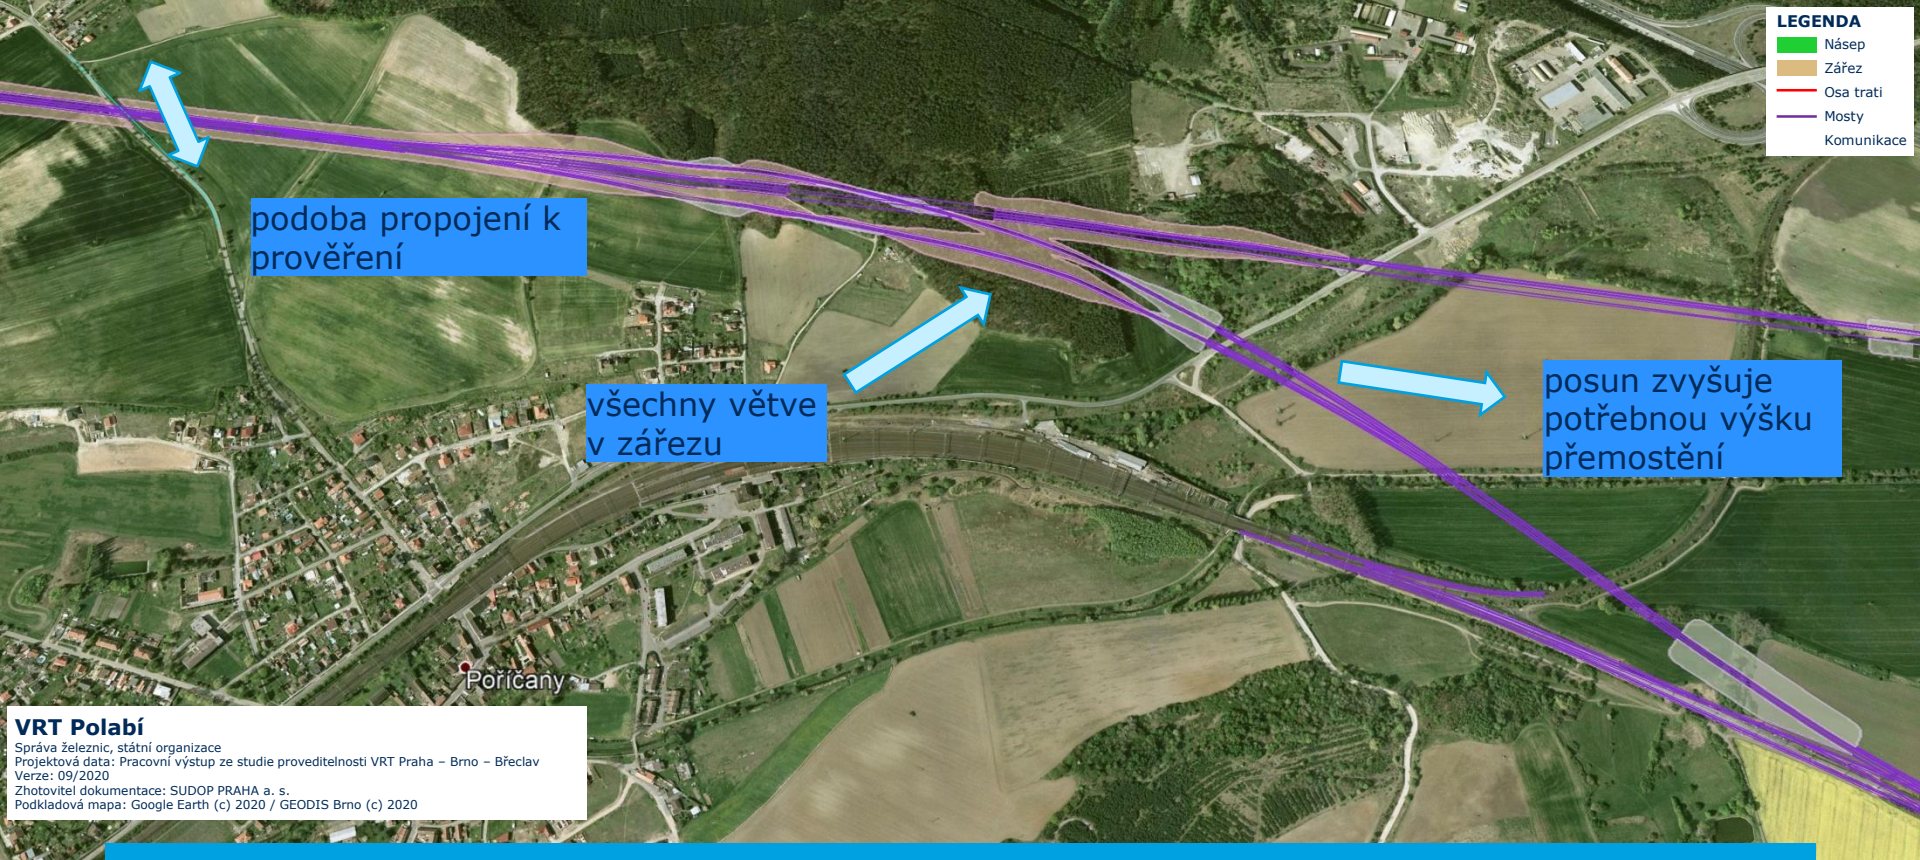 LEGENDA
Násep
Zářez
Osa trati
Mosty
Komunikace
podoba propojení k
prověření
všechny větve
v zářezu
posun zvyšuje
potřebnou výšku
přemostění
Poříčany
VRT Polabí
Správa železnic, státní organizace
Projektová data: Pracovní výstup ze studie proveditelnosti VRT Praha – Brno – Břeclav
Verze: 09/2020
Zhotovitel dokumentace: SUDOP PRAHA a. s.
Podkladová mapa: Google Earth (c) 2020 / GEODIS Brno (c) 2020